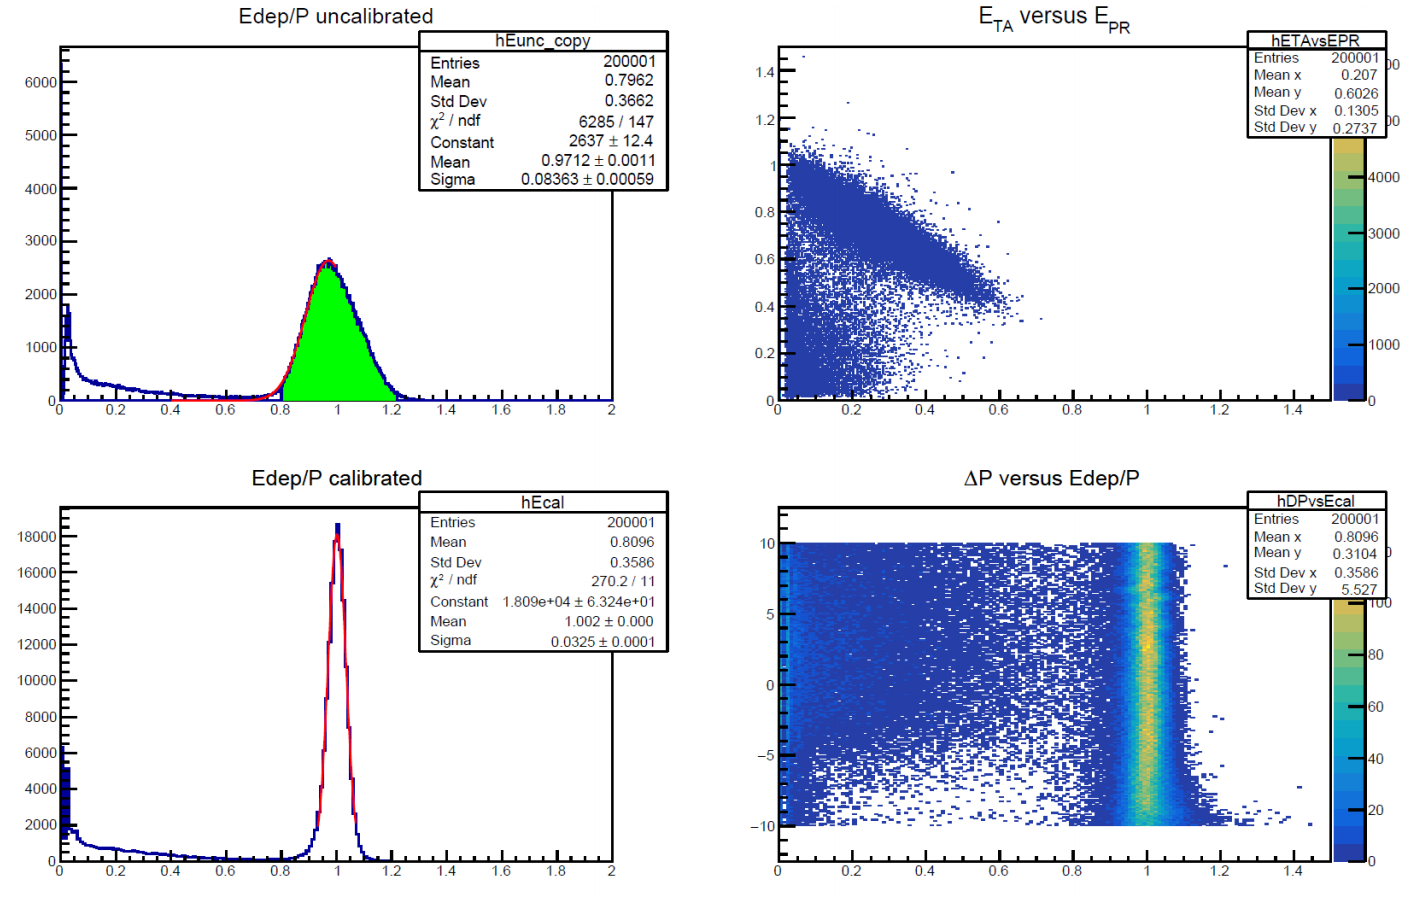 Edep/P uncalibrated
hEunc_copy
Entries 200001
Mean 0.7962
Std Dev 0.3662
χ² / ndf 6285 / 147
Constant 2637 ± 12.4
Mean 0.9712 ± 0.0011
Sigma 0.08363 ± 0.00059
6000
5000
4000
3000
2000
1000
0
0 0.2 0.4 0.6 0.8 1 1.2 1.4 1.6 1.8 2
E_TA versus E_PR
hETAvsEPR
Entries 200001
Mean x 0.207
Mean y 0.6026
Std Dev x 0.1305
Std Dev y 0.2737
1.4
1.2
1
0.8
0.6
0.4
0.2
0
0 0.2 0.4 0.6 0.8 1 1.2 1.4
4000
3000
2000
1000
0
Edep/P calibrated
hEcal
Entries 200001
Mean 0.8096
Std Dev 0.3586
χ² / ndf 270.2 / 11
Constant 1.809e+04 ± 6.324e+01
Mean 1.002 ± 0.000
Sigma 0.0325 ± 0.0001
18000
16000
14000
12000
10000
8000
6000
4000
2000
0
0 0.2 0.4 0.6 0.8 1 1.2 1.4 1.6 1.8 2
ΔP versus Edep/P
hDPvsEcal
Entries 200001
Mean x 0.8096
Mean y 0.3104
Std Dev x 0.3586
Std Dev y 5.527
10
5
0
−5
−10
0 0.2 0.4 0.6 0.8 1 1.2 1.4
100
80
60
40
20
0